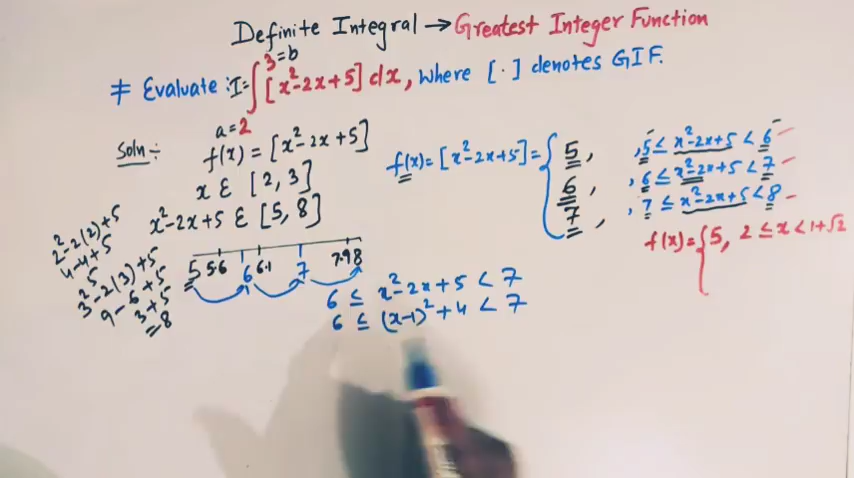 Definite Integral → Greatest Integer Function
3=b
≠ Evaluate : I = ∫ [x²-2x+5] dx, where [·] denotes GIF.
a=2
Soln :-
f(x) = [x²-2x+5]
x ε [2, 3]
x²-2x+5 ε [5, 8]
2²-2(2)+5
4-4+5
5
3²-2(3)+5
9-6+5
3+5
=8
5 5.6 6 6.1 7 7.9 8
f(x) = [x²-2x+5] = { 5, , 5 ≤ x²-2x+5 < 6
6, , 6 ≤ x²-2x+5 < 7
7, , 7 ≤ x²-2x+5 < 8
f(x) = { 5, 2 ≤ x < 1+√2
6 ≤ x²-2x+5 < 7
6 ≤ (x-1)²+4 < 7